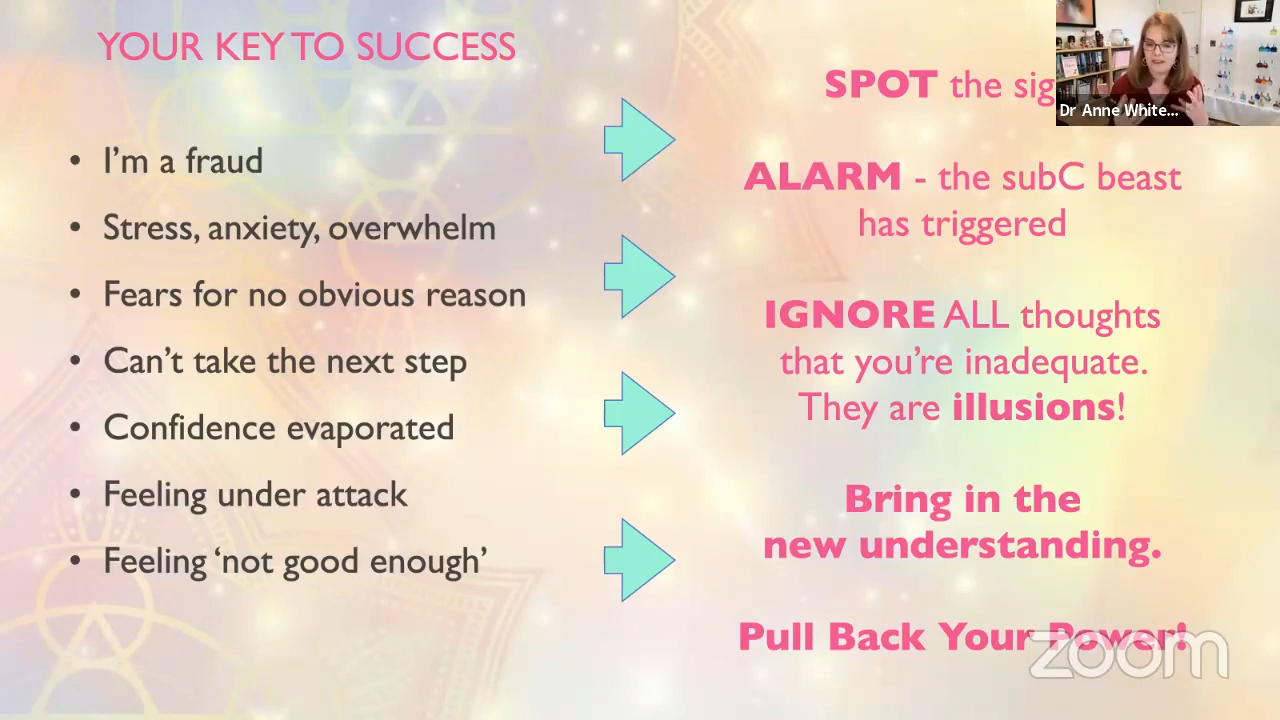 YOUR KEY TO SUCCESS
• I'm a fraud
• Stress, anxiety, overwhelm
• Fears for no obvious reason
• Can't take the next step
• Confidence evaporated
• Feeling under attack
• Feeling ‘not good enough’
SPOT the
ALARM - the subC beast
has triggered
IGNORE ALL thoughts
that you're inadequate.
They are illusions!
Bring in the
new understanding.
Pull Back Your Power!
Dr Anne White...
zoom